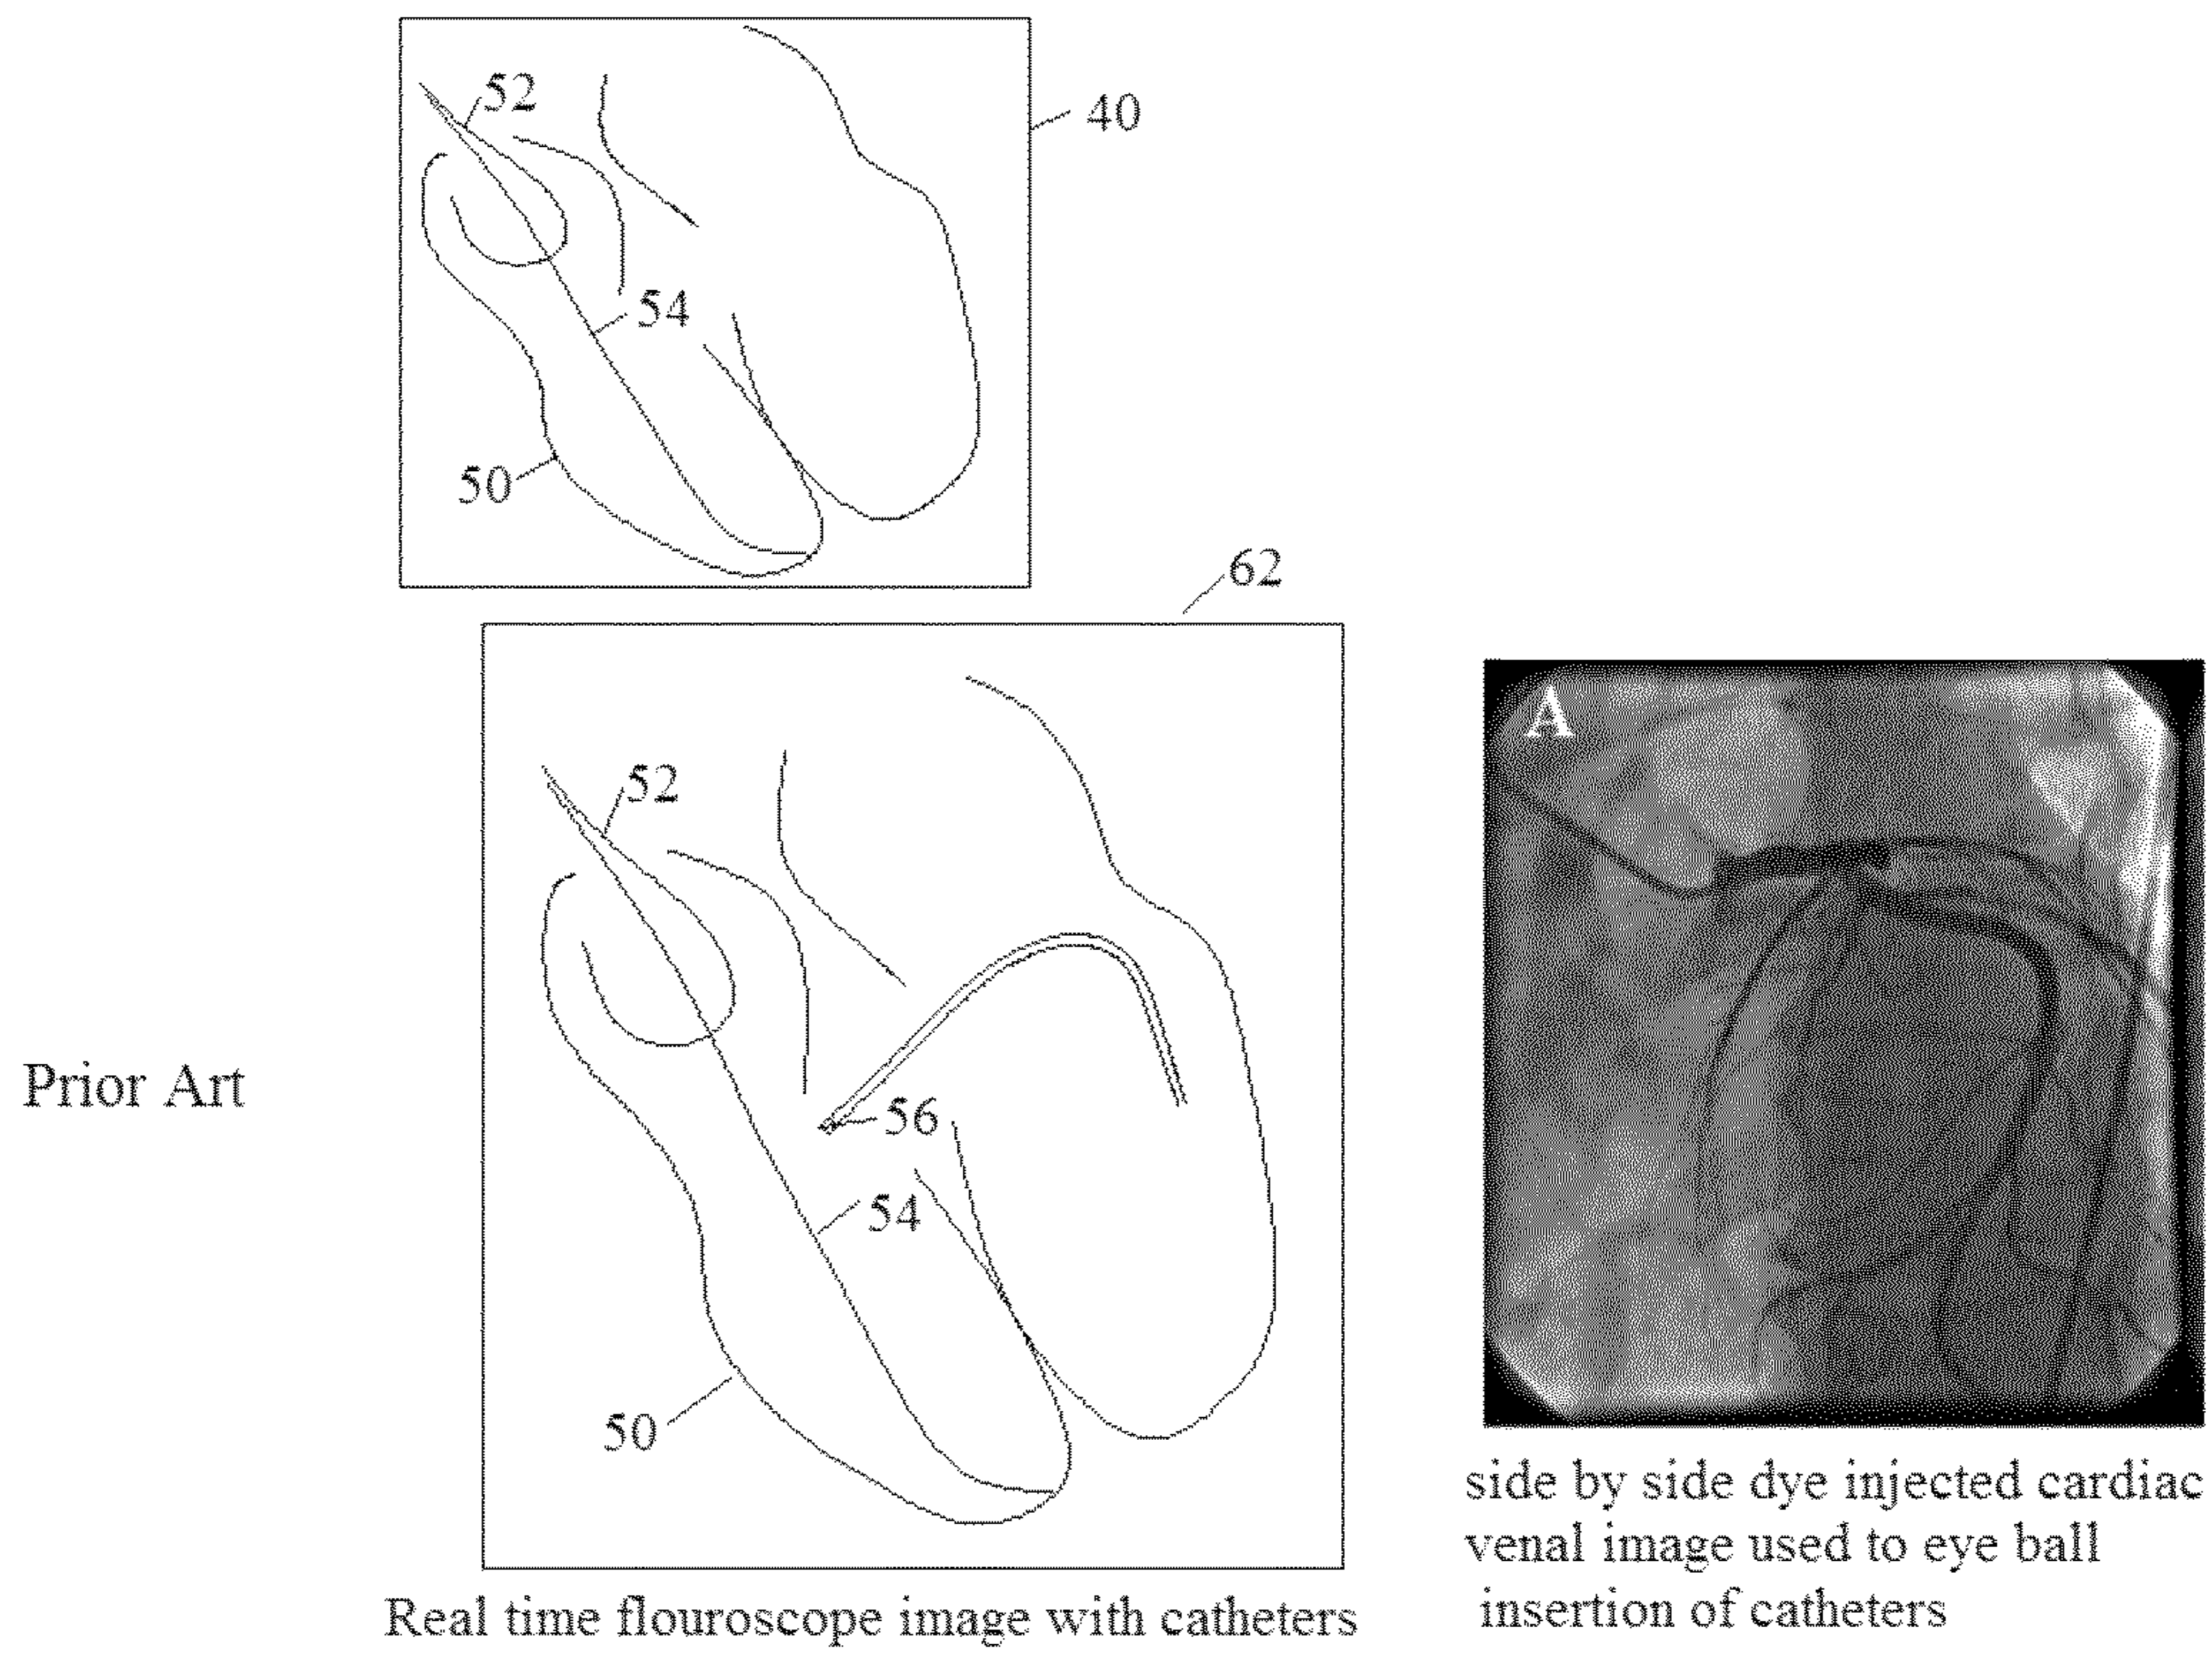 52
40
54
50
62
52
A
Prior Art
56
54
50
side by side dye injected cardiac
venal image used to eye ball
insertion of catheters
Real time flouroscope image with catheters